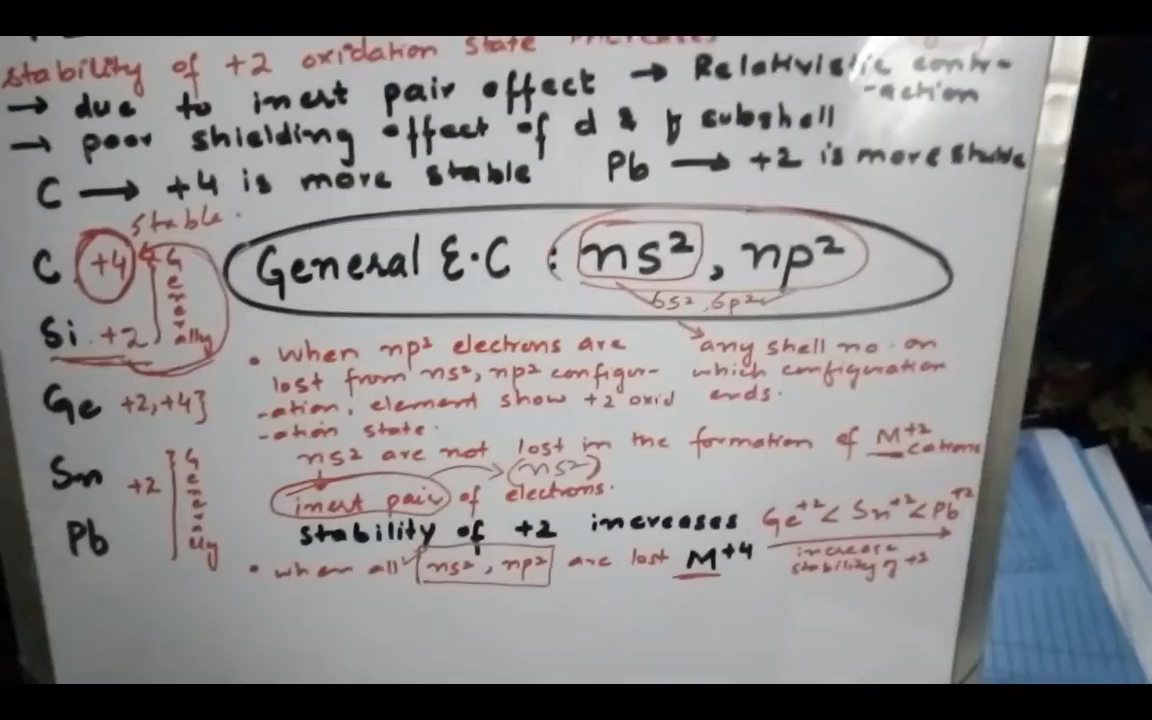 stability of +2 oxidation state increases
→ due to inert pair effect → Relativistic contr-
-action
→ poor shielding effect of d & f subshell
C → +4 is more stable Pb → +2 is more stable
stable.
C +4 Generally
General E.C : ns², np²
6s², 6p²
Si +2
• when np² electrons are
lost from ns², np² configur-
-ation, element show +2 oxid
-ation state.
any shell no. on
which configuration
ends.
Ge +2, +4}
ns² are not lost in the formation of M⁺² cations
(ns²)
inert pair of electrons.
Sn +2 Generally
Pb
stability of +2 increases Ge⁺² < Sn⁺² < Pb⁺²
increase
stability of +2
• when all ns², np² are lost M⁺⁴